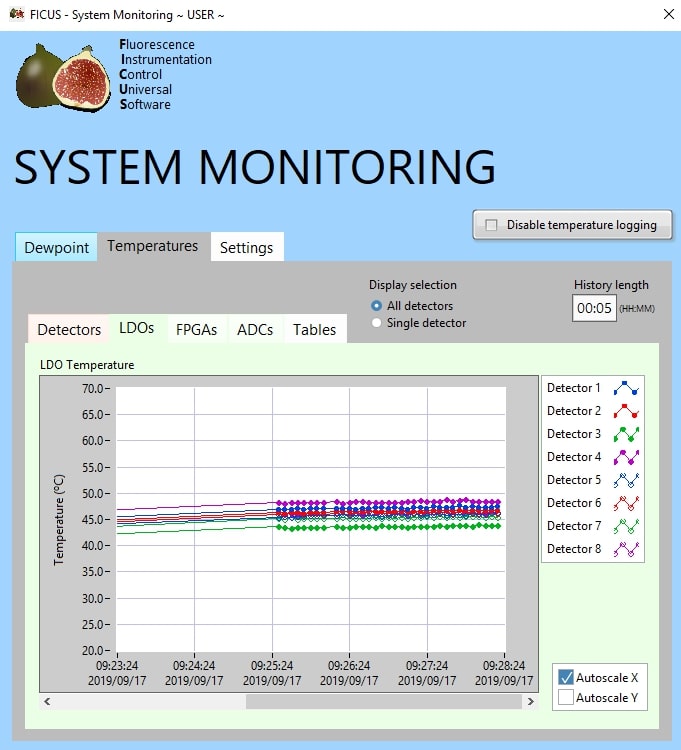 FICUS - System Monitoring ~ USER ~
Fluorescence
Instrumentation
Control
Universal
Software
SYSTEM MONITORING
Disable temperature logging
Dewpoint Temperatures Settings
Display selection
All detectors
Single detector
History length
00:05 (HH:MM)
Detectors LDOs FPGAs ADCs Tables
LDO Temperature
Temperature (ºC)
70.0
65.0
60.0
55.0
50.0
45.0
40.0
35.0
30.0
25.0
20.0
09:23:24 09:24:24 09:25:24 09:26:24 09:27:24 09:28:24
2019/09/17 2019/09/17 2019/09/17 2019/09/17 2019/09/17 2019/09/17
Detector 1
Detector 2
Detector 3
Detector 4
Detector 5
Detector 6
Detector 7
Detector 8
Autoscale X
Autoscale Y